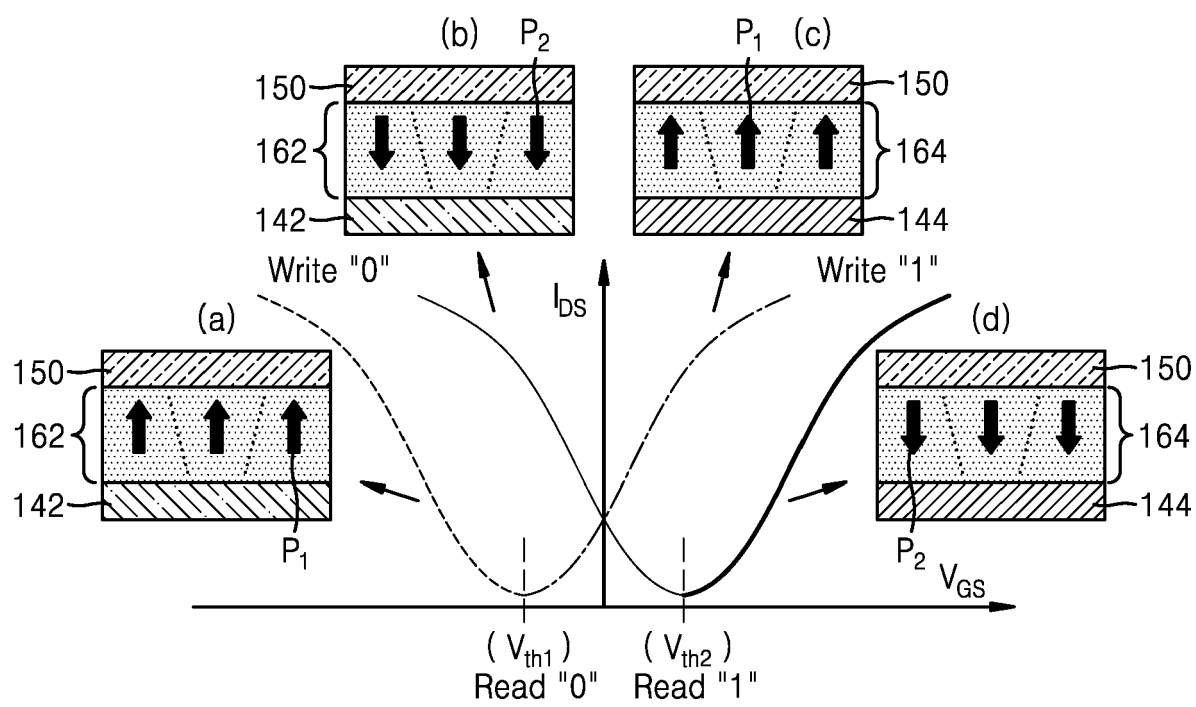 (b) P2
P1 (c)
150
150
162
164
142
144
Write "0"
IDS
Write "1"
(a)
(d)
150
150
162
164
142
144
P1
P2
VGS
(Vth1)
(Vth2)
Read "0"
Read "1"